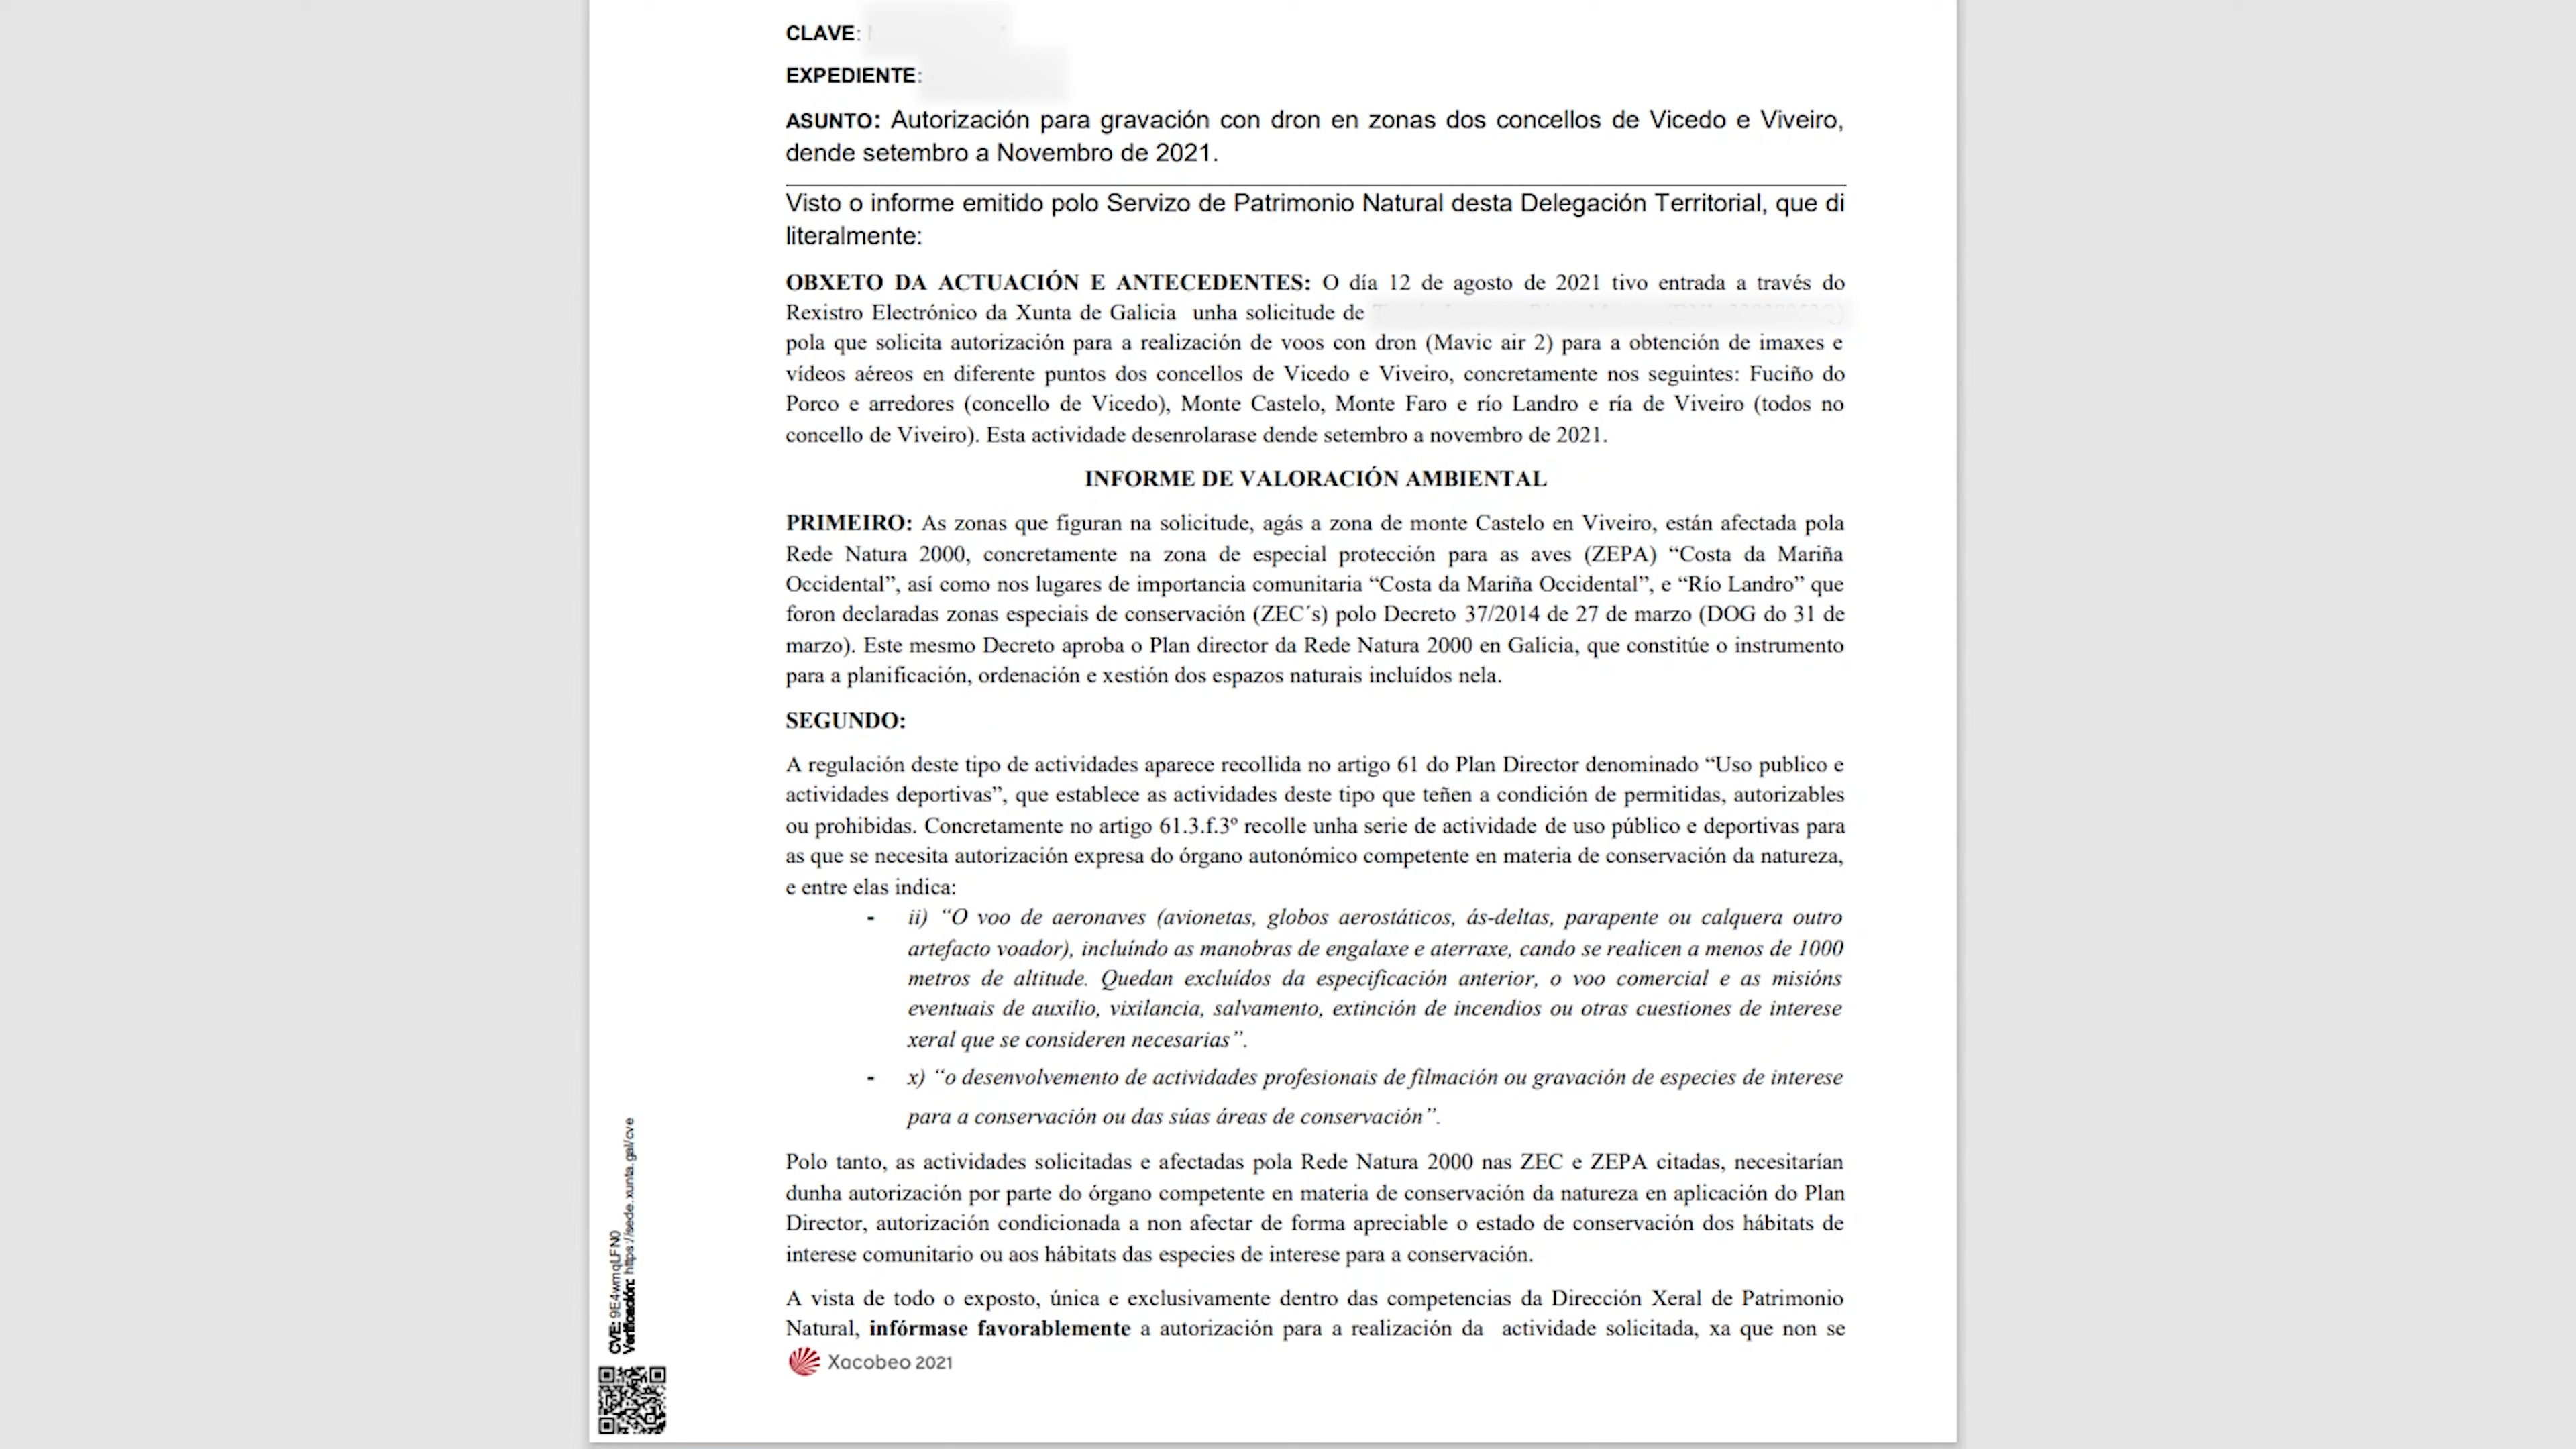 CLAVE:
EXPEDIENTE:
ASUNTO: Autorización para gravación con dron en zonas dos concellos de Vicedo e Viveiro,
dende setembro a Novembro de 2021.
Visto o informe emitido polo Servizo de Patrimonio Natural desta Delegación Territorial, que di
literalmente:
OBXETO DA ACTUACIÓN E ANTECEDENTES: O día 12 de agosto de 2021 tivo entrada a través do
Rexistro Electrónico da Xunta de Galicia unha solicitude de
pola que solicita autorización para a realización de voos con dron (Mavic air 2) para a obtención de imaxes e
vídeos aéreos en diferente puntos dos concellos de Vicedo e Viveiro, concretamente nos seguintes: Fuciño do
Porco e arredores (concello de Vicedo), Monte Castelo, Monte Faro e río Landro e ría de Viveiro (todos no
concello de Viveiro). Esta actividade desenrolarase dende setembro a novembro de 2021.
INFORME DE VALORACIÓN AMBIENTAL
PRIMEIRO: As zonas que figuran na solicitude, agás a zona de monte Castelo en Viveiro, están afectada pola
Rede Natura 2000, concretamente na zona de especial protección para as aves (ZEPA) “Costa da Mariña
Occidental”, así como nos lugares de importancia comunitaria “Costa da Mariña Occidental”, e “Río Landro” que
foron declaradas zonas especiais de conservación (ZEC´s) polo Decreto 37/2014 de 27 de marzo (DOG do 31 de
marzo). Este mesmo Decreto aproba o Plan director da Rede Natura 2000 en Galicia, que constitúe o instrumento
para a planificación, ordenación e xestión dos espazos naturais incluídos nela.
SEGUNDO:
A regulación deste tipo de actividades aparece recollida no artigo 61 do Plan Director denominado “Uso publico e
actividades deportivas”, que establece as actividades deste tipo que teñen a condición de permitidas, autorizables
ou prohibidas. Concretamente no artigo 61.3.f.3º recolle unha serie de actividade de uso público e deportivas para
as que se necesita autorización expresa do órgano autonómico competente en materia de conservación da natureza,
e entre elas indica:
- ii) “O voo de aeronaves (avionetas, globos aerostáticos, ás-deltas, parapente ou calquera outro
artefacto voador), incluíndo as manobras de engalaxe e aterraxe, cando se realicen a menos de 1000
metros de altitude. Quedan excluídos da especificación anterior, o voo comercial e as misións
eventuais de auxilio, vixilancia, salvamento, extinción de incendios ou otras cuestiones de interese
xeral que se consideren necesarias”.
- x) “o desenvolvemento de actividades profesionais de filmación ou gravación de especies de interese
para a conservación ou das súas áreas de conservación”.
Polo tanto, as actividades solicitadas e afectadas pola Rede Natura 2000 nas ZEC e ZEPA citadas, necesitarían
dunha autorización por parte do órgano competente en materia de conservación da natureza en aplicación do Plan
Director, autorización condicionada a non afectar de forma apreciable o estado de conservación dos hábitats de
interese comunitario ou aos hábitats das especies de interese para a conservación.
A vista de todo o exposto, única e exclusivamente dentro das competencias da Dirección Xeral de Patrimonio
Natural, infórmase favorablemente a autorización para a realización da actividade solicitada, xa que non se
Xacobeo 2021
CVE: 9E4wmqLFN0
Verificación: https://sede.xunta.gal/cve